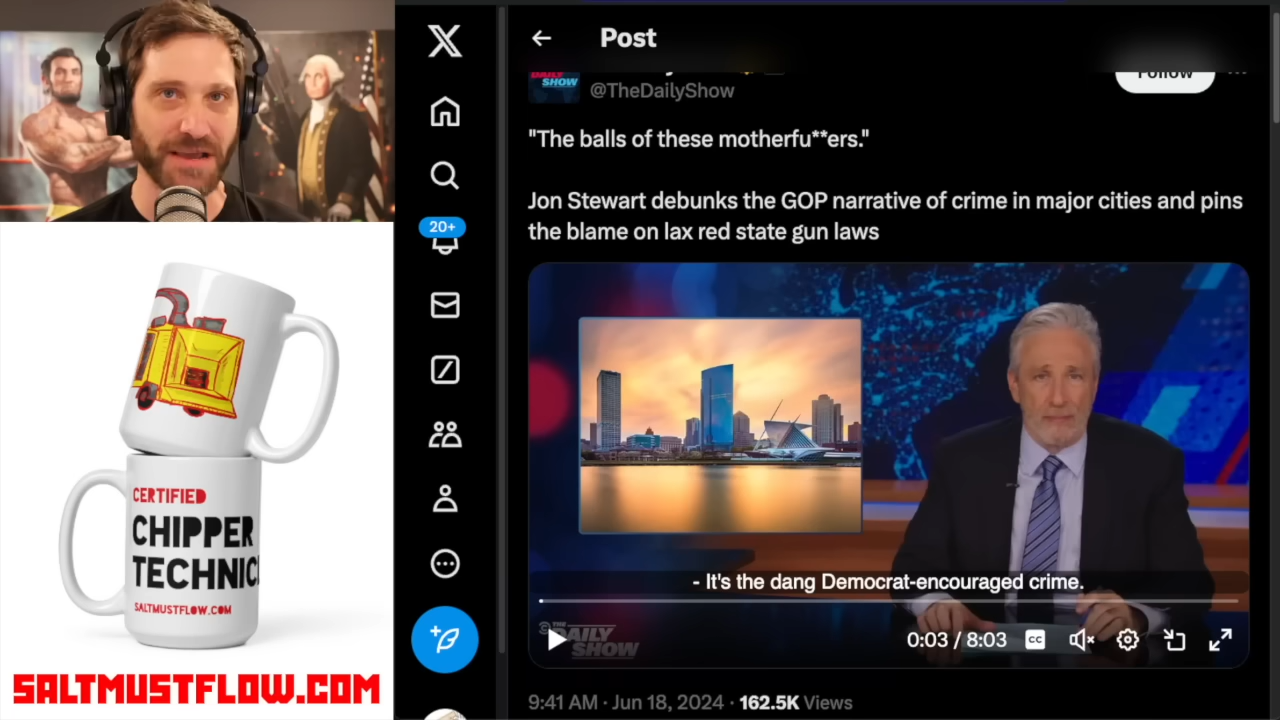 Post
DAILY
SHOW
Follow
@TheDailyShow
"The balls of these motherfu**ers."
Jon Stewart debunks the GOP narrative of crime in major cities and pins
the blame on lax red state gun laws
20+
- It's the dang Democrat-encouraged crime.
0:03 / 8:03
CC
THE
DAILY
SHOW
9:41 AM · Jun 18, 2024 · 162.5K Views
CERTIFIED
CHIPPER
TECHNIC
SALTMUSTFLOW.COM
SALTMUSTFLOW.COM